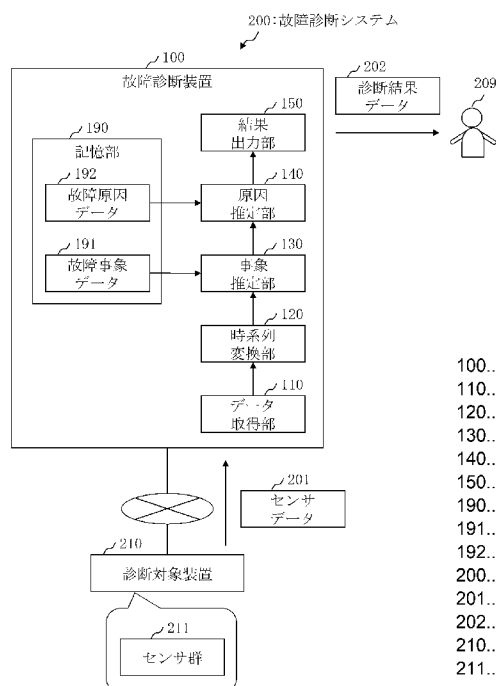 200:故障診断システム
100
故障診断装置
202
診断結果
データ
209
150
結果
出力部
190
記憶部
192
故障原因
データ
140
原因
推定部
191
故障事象
データ
130
事象
推定部
120
時系列
変換部
110
データ
取得部
201
センサ
データ
210
診断対象装置
211
センサ群
100..
110..
120..
130..
140..
150..
190..
191..
192..
200..
201..
202..
210..
211..